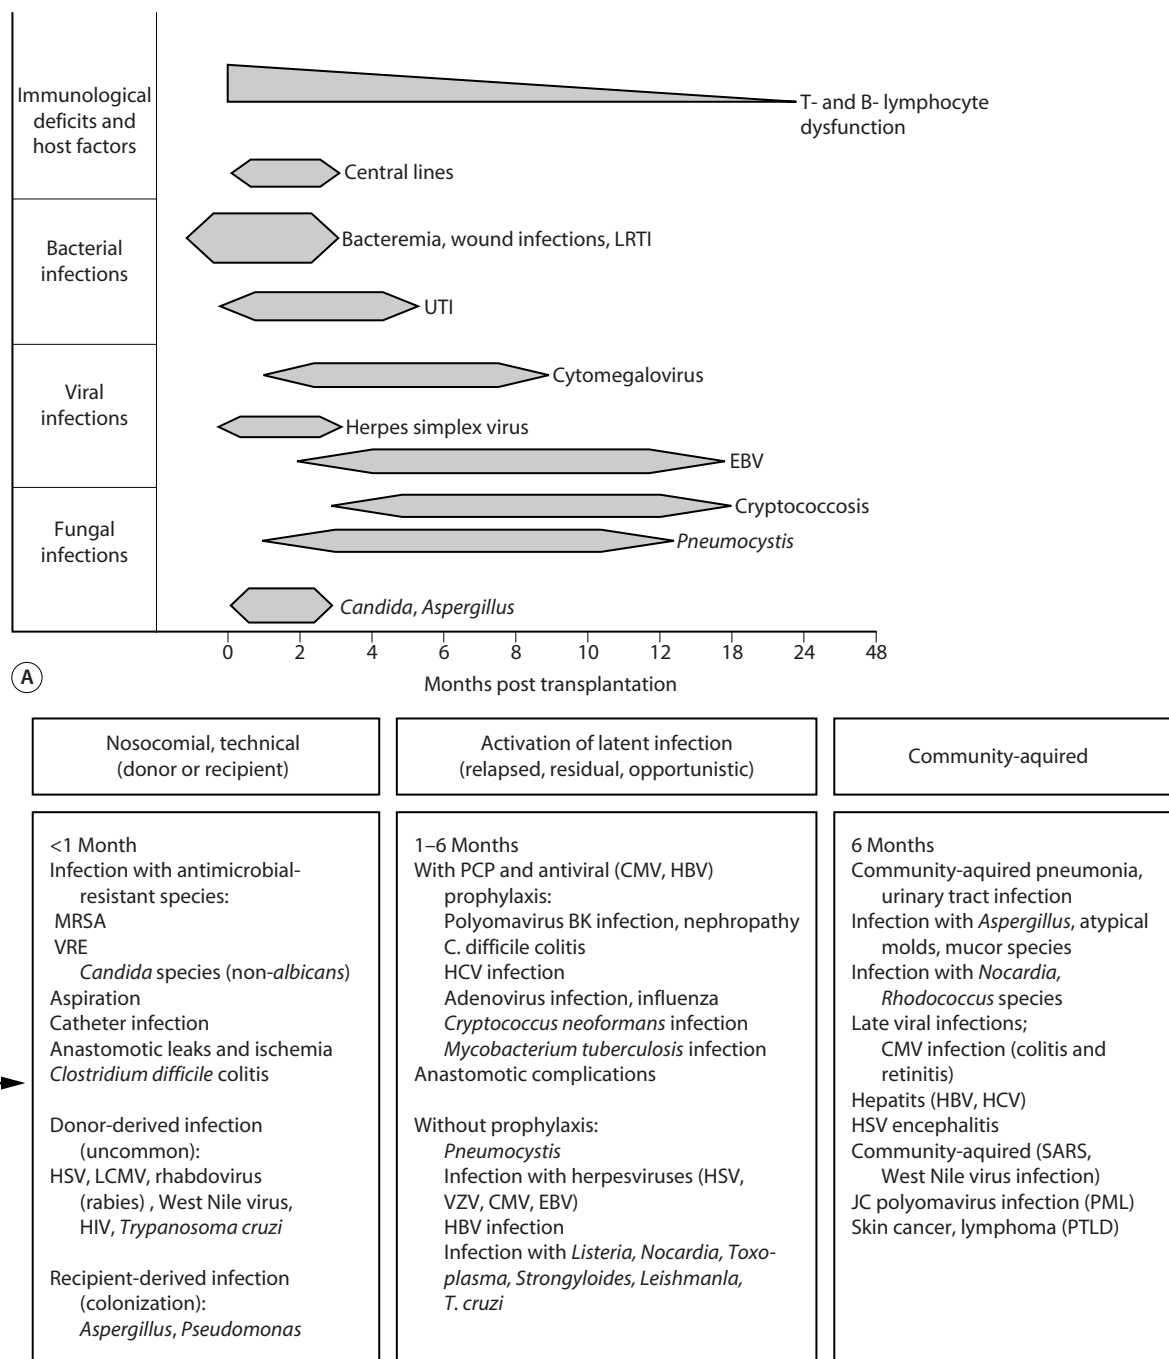 Immunological
deficits and
host factors
T- and B- lymphocyte
dysfunction
Central lines
Bacterial
infections
Bacteremia, wound infections, LRTI
UTI
Viral
infections
Cytomegalovirus
Herpes simplex virus
EBV
Fungal
infections
Cryptococcosis
Pneumocystis
Candida, Aspergillus
0 2 4 6 8 10 12 18 24 48
Months post transplantation
A
Nosocomial, technical
(donor or recipient)
<1 Month
Infection with antimicrobial-
resistant species:
MRSA
VRE
Candida species (non-albicans)
Aspiration
Catheter infection
Anastomotic leaks and ischemia
Clostridium difficile colitis
Donor-derived infection
(uncommon):
HSV, LCMV, rhabdovirus
(rabies) , West Nile virus,
HIV, Trypanosoma cruzi
Recipient-derived infection
(colonization):
Aspergillus, Pseudomonas
Activation of latent infection
(relapsed, residual, opportunistic)
1–6 Months
With PCP and antiviral (CMV, HBV)
prophylaxis:
Polyomavirus BK infection, nephropathy
C. difficile colitis
HCV infection
Adenovirus infection, influenza
Cryptococcus neoformans infection
Mycobacterium tuberculosis infection
Anastomotic complications
Without prophylaxis:
Pneumocystis
Infection with herpesviruses (HSV,
VZV, CMV, EBV)
HBV infection
Infection with Listeria, Nocardia, Toxo-
plasma, Strongyloides, Leishmanla,
T. cruzi
Community-aquired
6 Months
Community-aquired pneumonia,
urinary tract infection
Infection with Aspergillus, atypical
molds, mucor species
Infection with Nocardia,
Rhodococcus species
Late viral infections;
CMV infection (colitis and
retinitis)
Hepatits (HBV, HCV)
HSV encephalitis
Community-aquired (SARS,
West Nile virus infection)
JC polyomavirus infection (PML)
Skin cancer, lymphoma (PTLD)